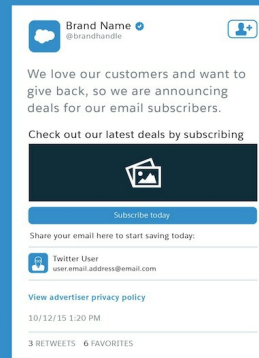 Brand Name
@brandhandle
We love our customers and want to
give back, so we are announcing
deals for our email subscribers.
Check out our latest deals by subscribing
Subscribe today
Share your email here to start saving today:
Twitter User
user.email.address@email.com
View advertiser privacy policy
10/12/15 1:20 PM
3 RETWEETS 6 FAVORITES